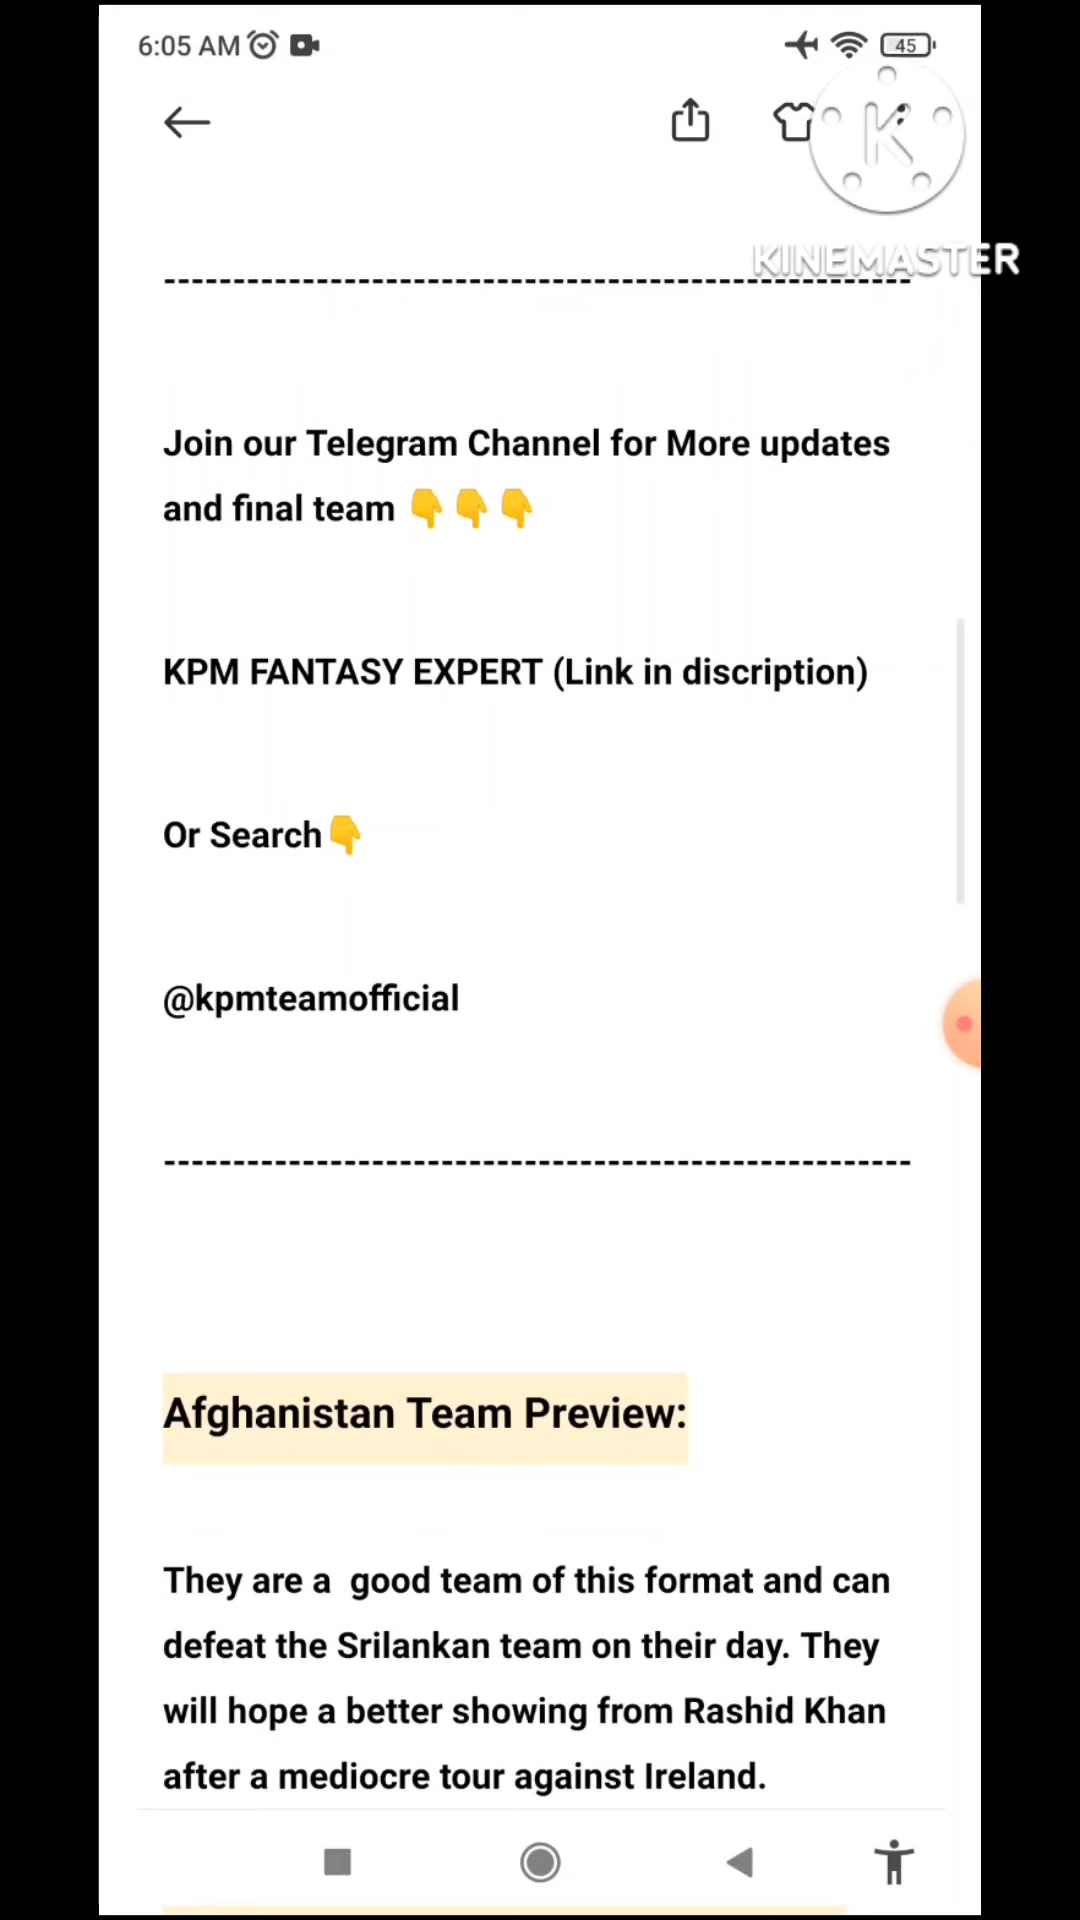 6:05 AM
45
K
KINEMASTER
------------------------------------------------------
Join our Telegram Channel for More updates
and final team 👇👇👇
KPM FANTASY EXPERT (Link in discription)
Or Search👇
@kpmteamofficial
------------------------------------------------------
Afghanistan Team Preview:
They are a  good team of this format and can
defeat the Srilankan team on their day. They
will hope a better showing from Rashid Khan
after a mediocre tour against Ireland.